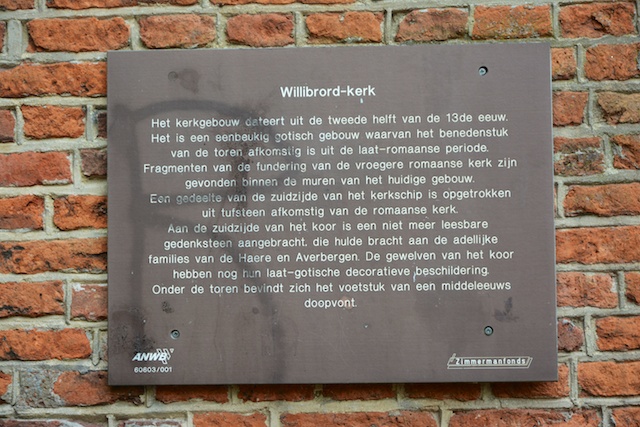 Willibrord-kerk
Het kerkgebouw dateert uit de tweede helft van de 13de eeuw.
Het is een eenbeukig gotisch gebouw waarvan het benedenstuk
van de toren afkomstig is uit de laat-romaanse periode.
Fragmenten van de fundering van de vroegere romaanse kerk zijn
gevonden binnen de muren van het huidige gebouw.
Een gedeelte van de zuidzijde van het kerkschip is opgetrokken
uit tufsteen afkomstig van de romaanse kerk.
Aan de zuidzijde van het koor is een niet meer leesbare
gedenksteen aangebracht, die hulde bracht aan de adellijke
families van de Haere en Averbergen. De gewelven van het koor
hebben nog hun laat-gotische decoratieve beschildering.
Onder de toren bevindt zich het voetstuk van een middeleeuws
doopvont.
ANWB
60603/001
Zimmermanfonds